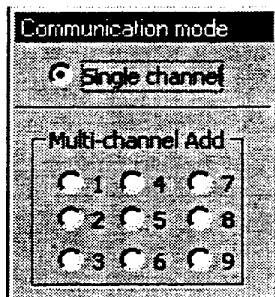 Communication mode
Single channel
Multi-channel Add
1 4 7
2 5 8
3 6 9